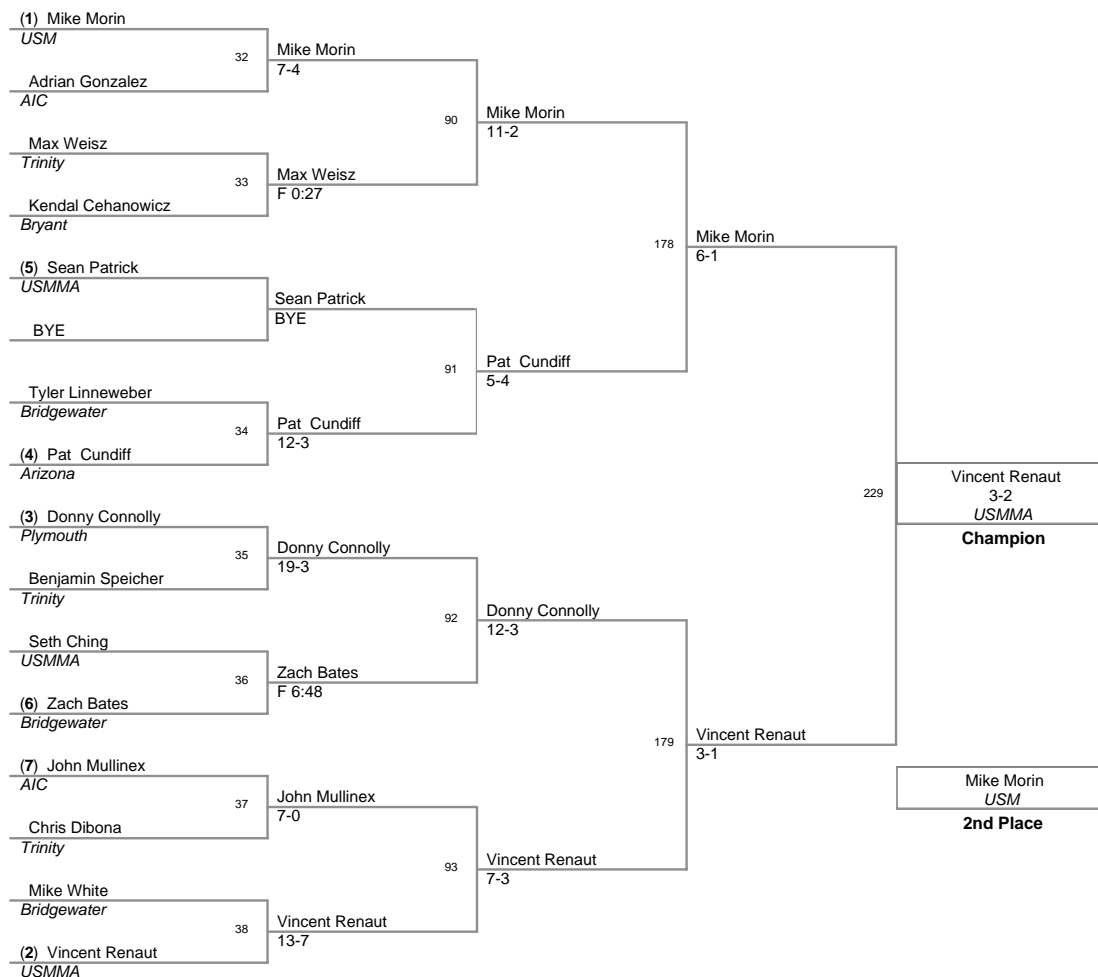 (1) Mike Morin
USM
32
Adrian Gonzalez
AIC
Mike Morin
7-4
90
Max Weisz
Trinity
33
Kendal Cehanowicz
Bryant
Max Weisz
F 0:27
Mike Morin
11-2
178
(5) Sean Patrick
USMMA
BYE
Sean Patrick
BYE
91
Tyler Linneweber
Bridgewater
34
(4) Pat Cundiff
Arizona
Pat Cundiff
12-3
Pat Cundiff
5-4
Mike Morin
6-1
229
(3) Donny Connolly
Plymouth
35
Benjamin Speicher
Trinity
Donny Connolly
19-3
92
Seth Ching
USMMA
36
(6) Zach Bates
Bridgewater
Zach Bates
F 6:48
Donny Connolly
12-3
179
(7) John Mullinex
AIC
37
Chris Dibona
Trinity
John Mullinex
7-0
93
Mike White
Bridgewater
38
(2) Vincent Renaut
USMMA
Vincent Renaut
13-7
Vincent Renaut
7-3
Vincent Renaut
3-1
Vincent Renaut
3-2
USMMA
Champion
Mike Morin
USM
2nd Place